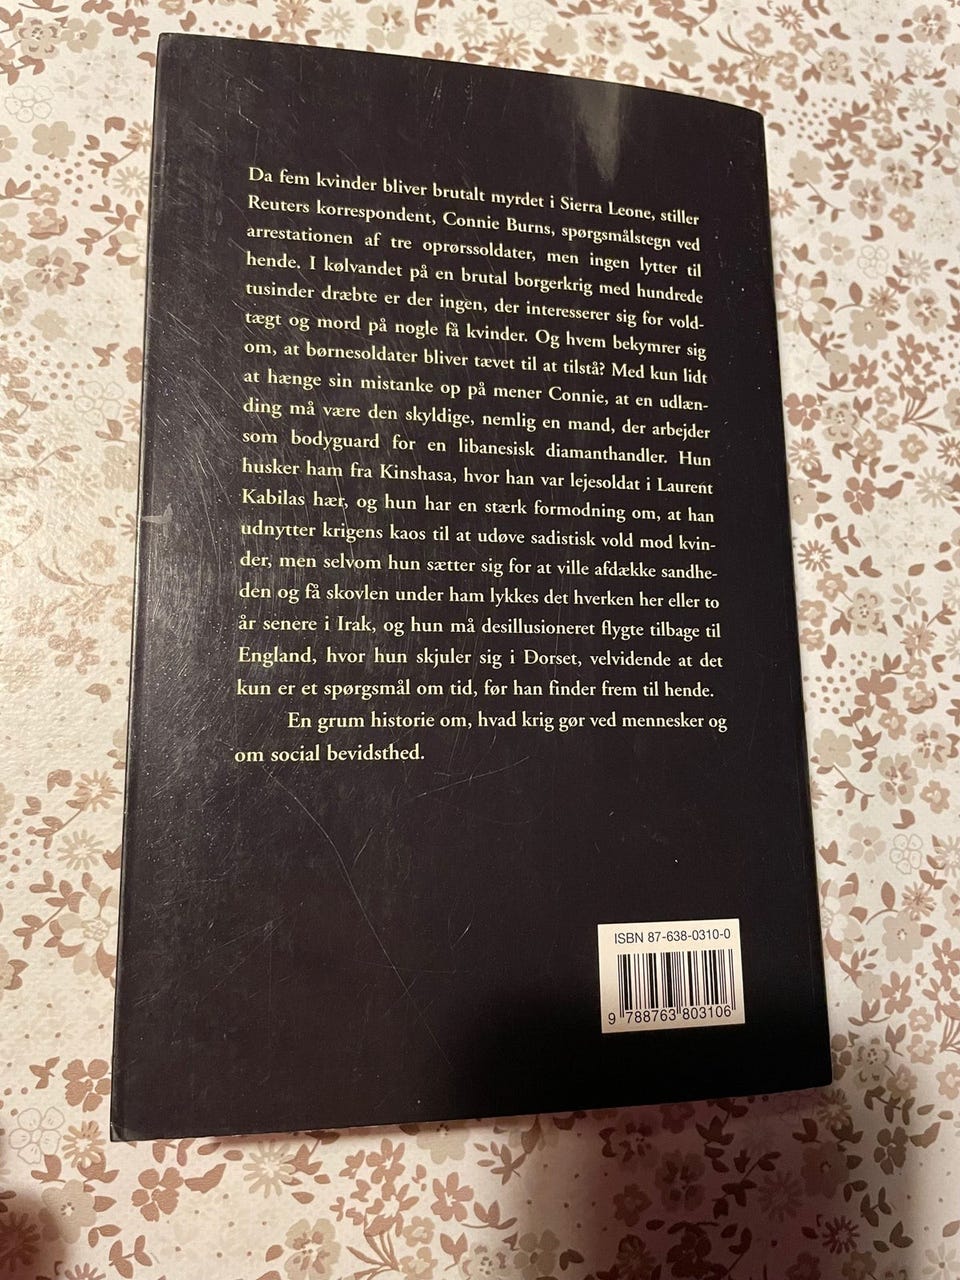 Da fem kvinder bliver brutalt myrdet i Sierra Leone, stiller
Reuters korrespondent, Connie Burns, spørgsmålstegn ved
arrestationen af tre oprørssoldater, men ingen lytter til
hende. I kølvandet på en brutal borgerkrig med hundrede
tusinder dræbte er der ingen, der interesserer sig for vold-
tægt og mord på nogle få kvinder. Og hvem bekymrer sig
om, at børnesoldater bliver tævet til at tilstå? Med kun lidt
at hænge sin mistanke op på mener Connie, at en udlæn-
ding må være den skyldige, nemlig en mand, der arbejder
som bodyguard for en libanesisk diamanthandler. Hun
husker ham fra Kinshasa, hvor han var lejesoldat i Laurent
Kabilas hær, og hun har en stærk formodning om, at han
udnytter krigens kaos til at udøve sadistisk vold mod kvin-
der, men selvom hun sætter sig for at ville afdække sandhe-
den og få skovlen under ham lykkes det hverken her eller to
år senere i Irak, og hun må desillusioneret flygte tilbage til
England, hvor hun skjuler sig i Dorset, velvidende at det
kun er et spørgsmål om tid, før han finder frem til hende.
En grum historie om, hvad krig gør ved mennesker og
om social bevidsthed.
ISBN 87-638-0310-0
9 788763 803106